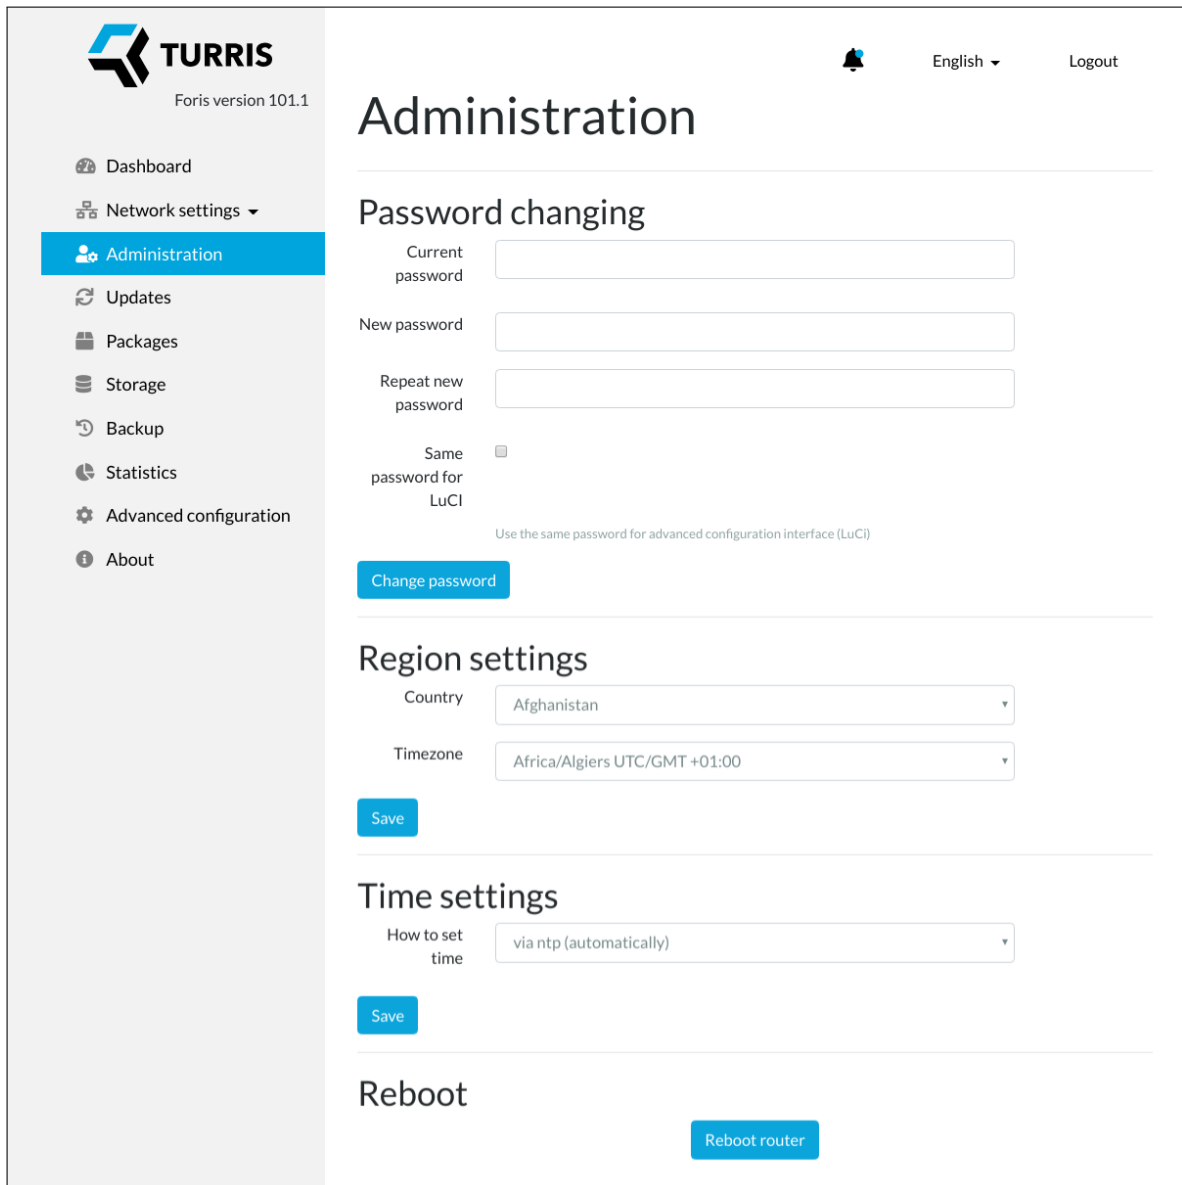 TURRIS
Foris version 101.1
English
Logout
Administration
Dashboard
Network settings
Administration
Updates
Packages
Storage
Backup
Statistics
Advanced configuration
About
Password changing
Current
password
New password
Repeat new
password
Same
password for
LuCI
Use the same password for advanced configuration interface (LuCi)
Change password
Region settings
Country
Afghanistan
Timezone
Africa/Algiers UTC/GMT +01:00
Save
Time settings
How to set
time
via ntp (automatically)
Save
Reboot
Reboot router